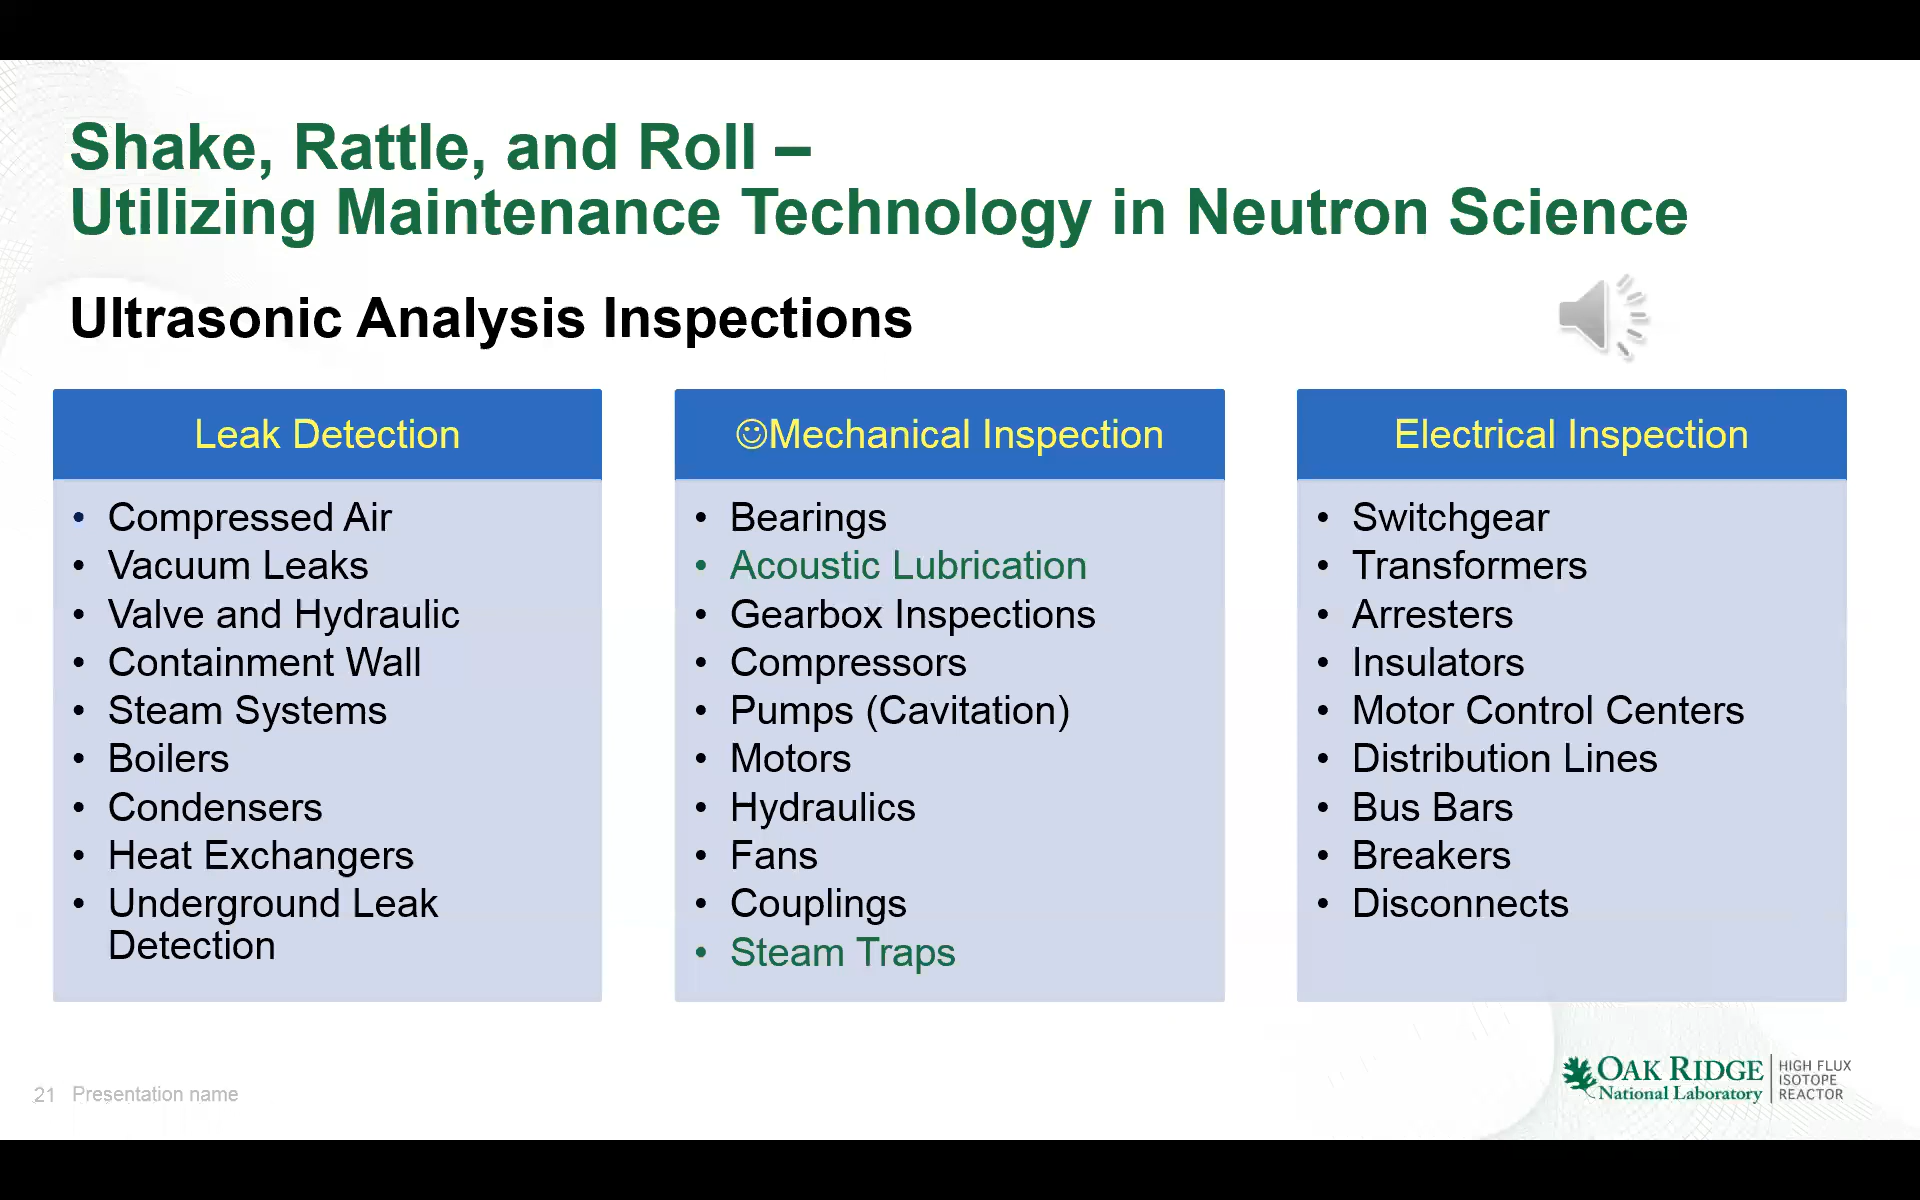 Shake, Rattle, and Roll –
Utilizing Maintenance Technology in Neutron Science
Ultrasonic Analysis Inspections
Leak Detection
• Compressed Air
• Vacuum Leaks
• Valve and Hydraulic
• Containment Wall
• Steam Systems
• Boilers
• Condensers
• Heat Exchangers
• Underground Leak
Detection
☺Mechanical Inspection
• Bearings
• Acoustic Lubrication
• Gearbox Inspections
• Compressors
• Pumps (Cavitation)
• Motors
• Hydraulics
• Fans
• Couplings
• Steam Traps
Electrical Inspection
• Switchgear
• Transformers
• Arresters
• Insulators
• Motor Control Centers
• Distribution Lines
• Bus Bars
• Breakers
• Disconnects
21 Presentation name
OAK RIDGE
National Laboratory
HIGH FLUX
ISOTOPE
REACTOR